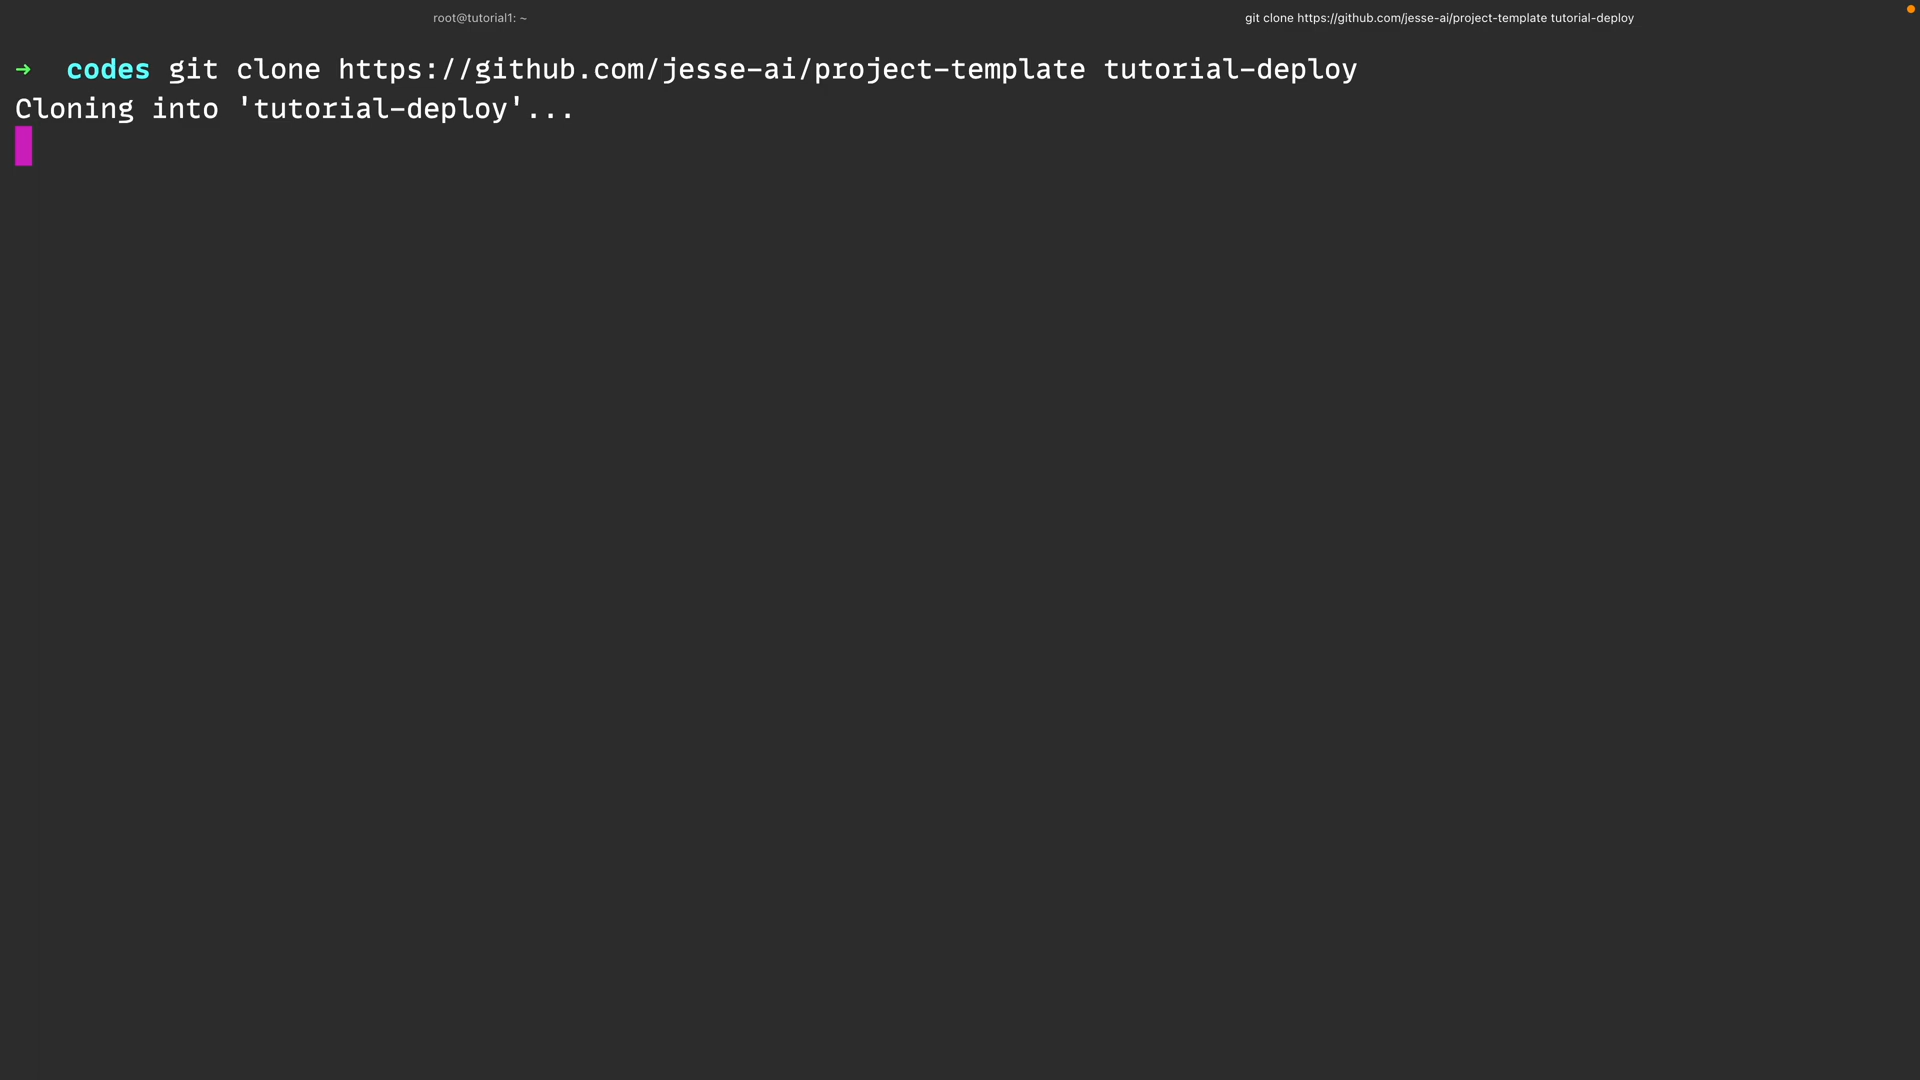 root@tutorial1: ~
git clone https://github.com/jesse-ai/project-template tutorial-deploy
➜ codes git clone https://github.com/jesse-ai/project-template tutorial-deploy
Cloning into 'tutorial-deploy'...